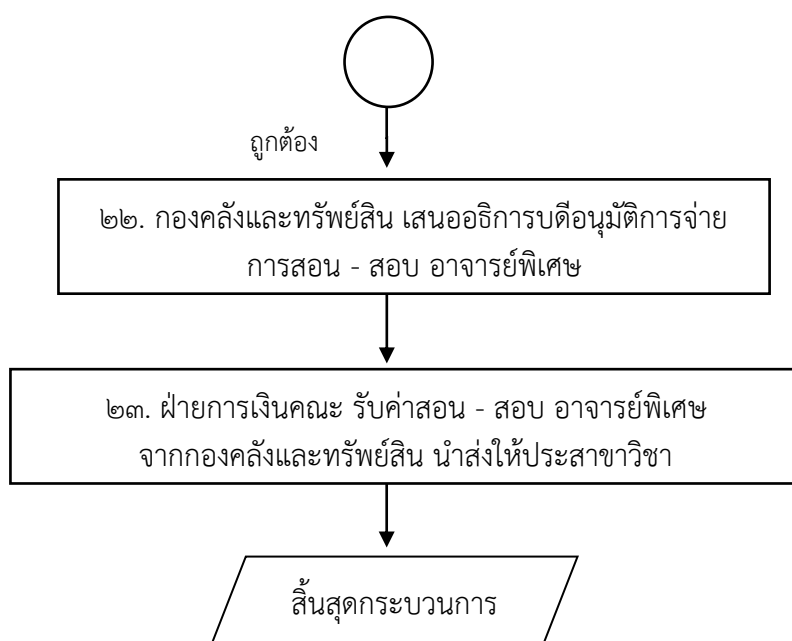 ถูกต้อง
๒๒. กองคลังและทรัพย์สิน เสนออธิการบดีอนุมัติการจ่าย
การสอน - สอบ อาจารย์พิเศษ
๒๓. ฝ่ายการเงินคณะ รับค่าสอน - สอบ อาจารย์พิเศษ
จากกองคลังและทรัพย์สิน นำส่งให้ประสาขาวิชา
สิ้นสุดกระบวนการ